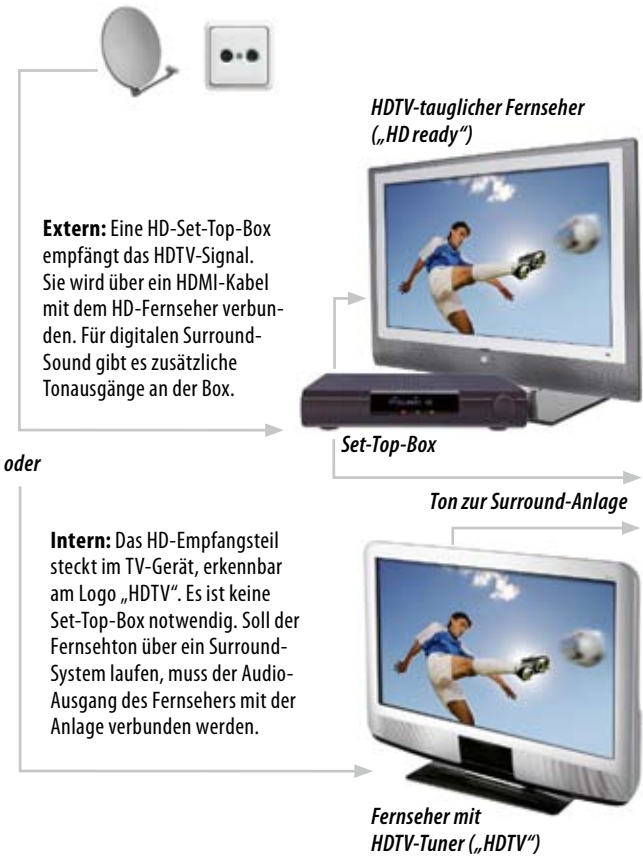 HDTV-tauglicher Fernseher
(„HD ready“)
Extern: Eine HD-Set-Top-Box
empfängt das HDTV-Signal.
Sie wird über ein HDMI-Kabel
mit dem HD-Fernseher verbun-
den. Für digitalen Surround-
Sound gibt es zusätzliche
Tonausgänge an der Box.
Set-Top-Box
oder
Ton zur Surround-Anlage
Intern: Das HD-Empfangsteil
steckt im TV-Gerät, erkennbar
am Logo „HDTV“. Es ist keine
Set-Top-Box notwendig. Soll der
Fernsehton über ein Surround-
System laufen, muss der Audio-
Ausgang des Fernsehers mit der
Anlage verbunden werden.
Fernseher mit
HDTV-Tuner („HDTV“)